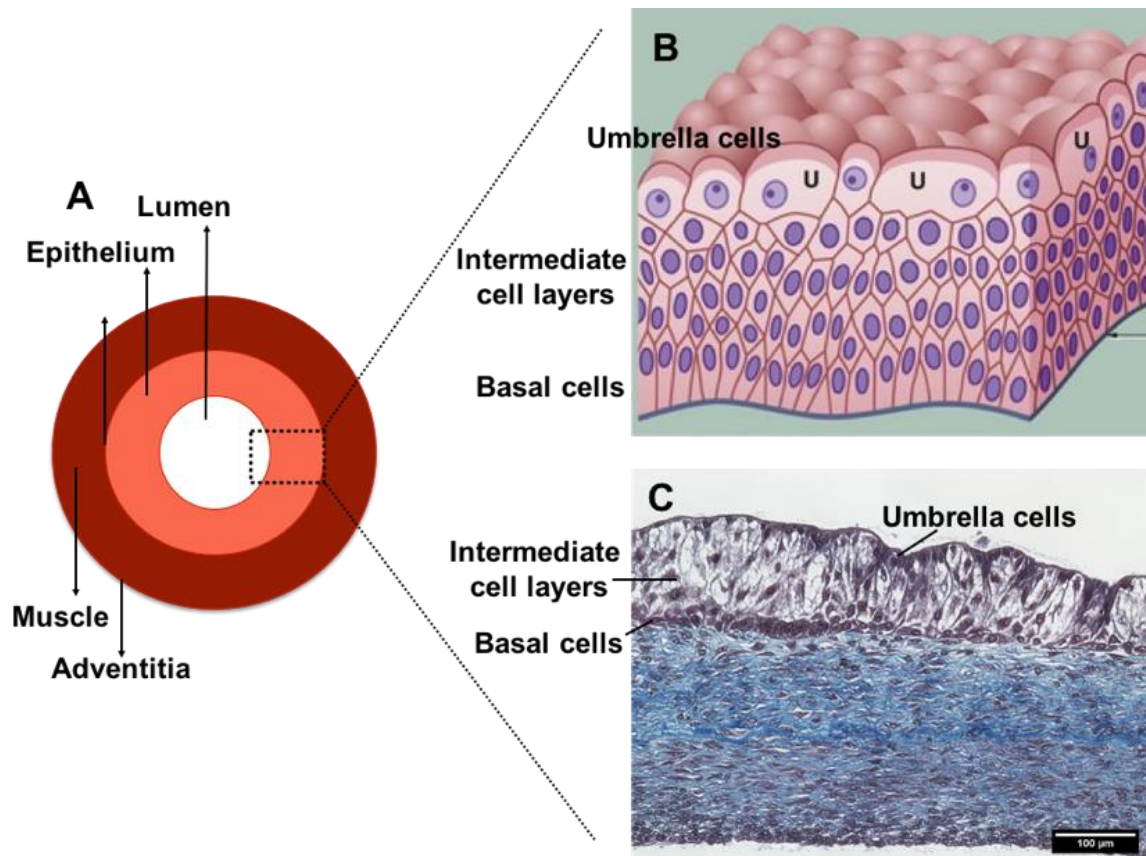 A
Lumen
Epithelium
Muscle
Adventitia
B
Umbrella cells
U
U
U
Intermediate
cell layers
Basal cells
C
Umbrella cells
Intermediate
cell layers
Basal cells
100 µm